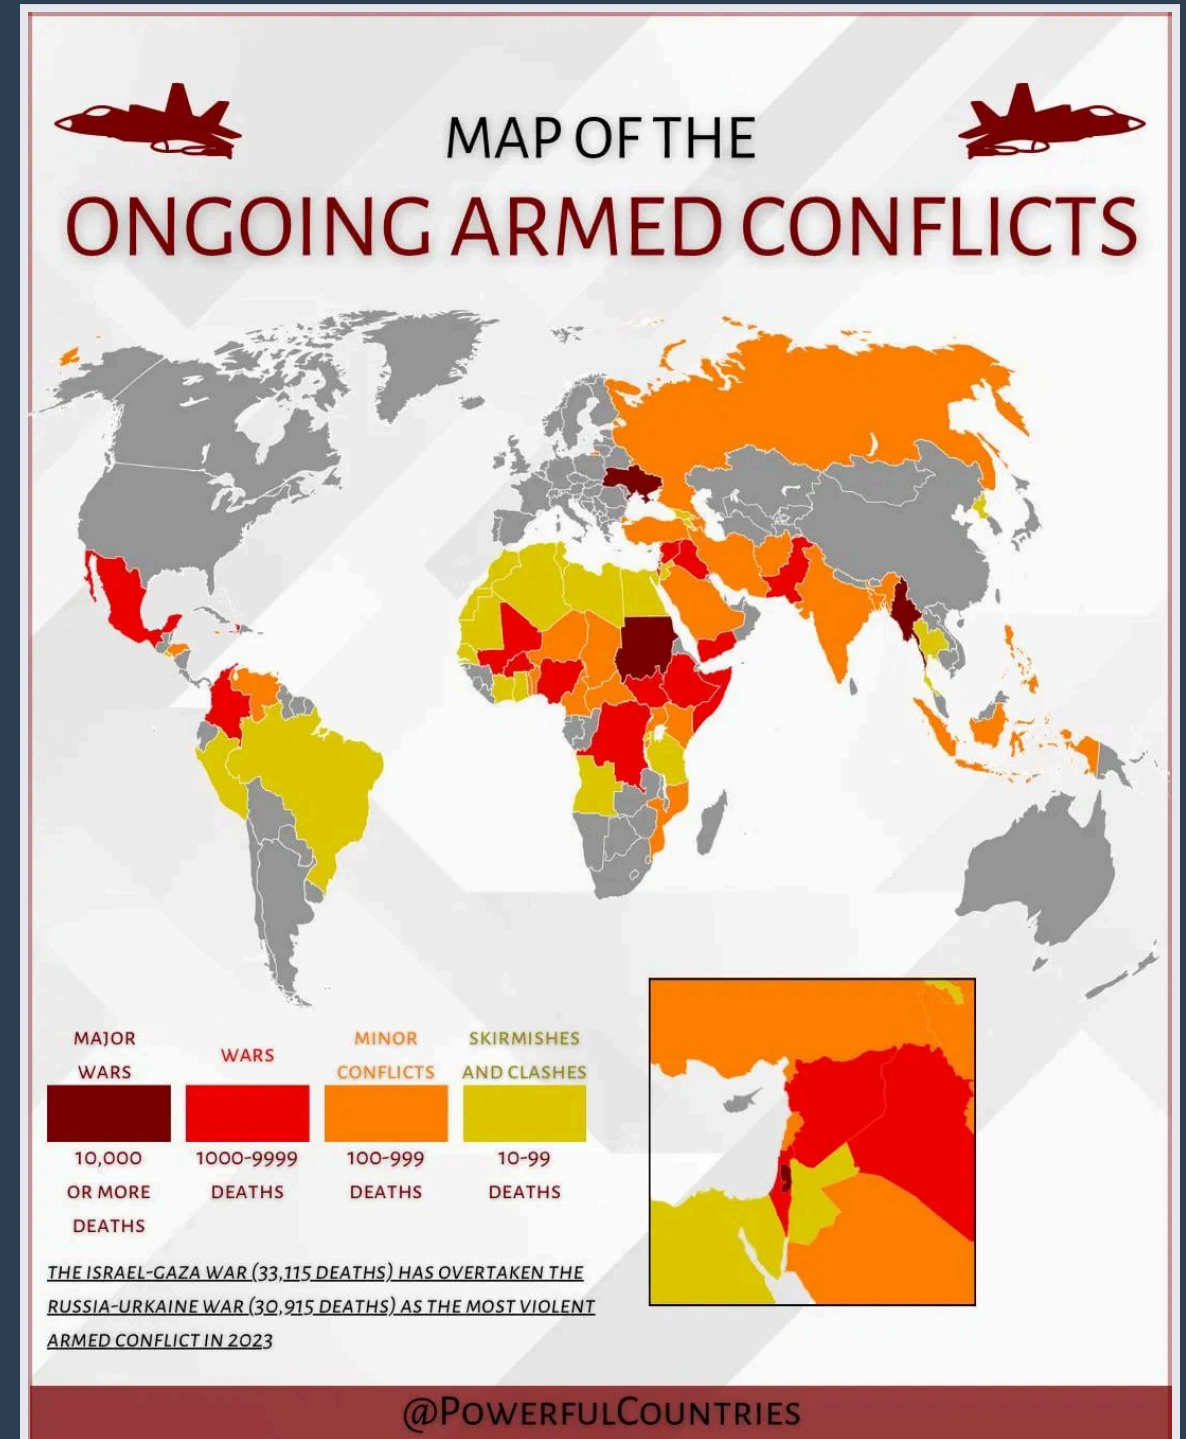 MAP OF THE
ONGOING ARMED CONFLICTS
MAJOR
WARS
10,000
OR MORE
DEATHS
WARS
1000-9999
DEATHS
MINOR
CONFLICTS
100-999
DEATHS
SKIRMISHES
AND CLASHES
10-99
DEATHS
THE ISRAEL-GAZA WAR (33,115 DEATHS) HAS OVERTAKEN THE
RUSSIA-URKAINE WAR (30,915 DEATHS) AS THE MOST VIOLENT
ARMED CONFLICT IN 2023
@POWERFULCOUNTRIES